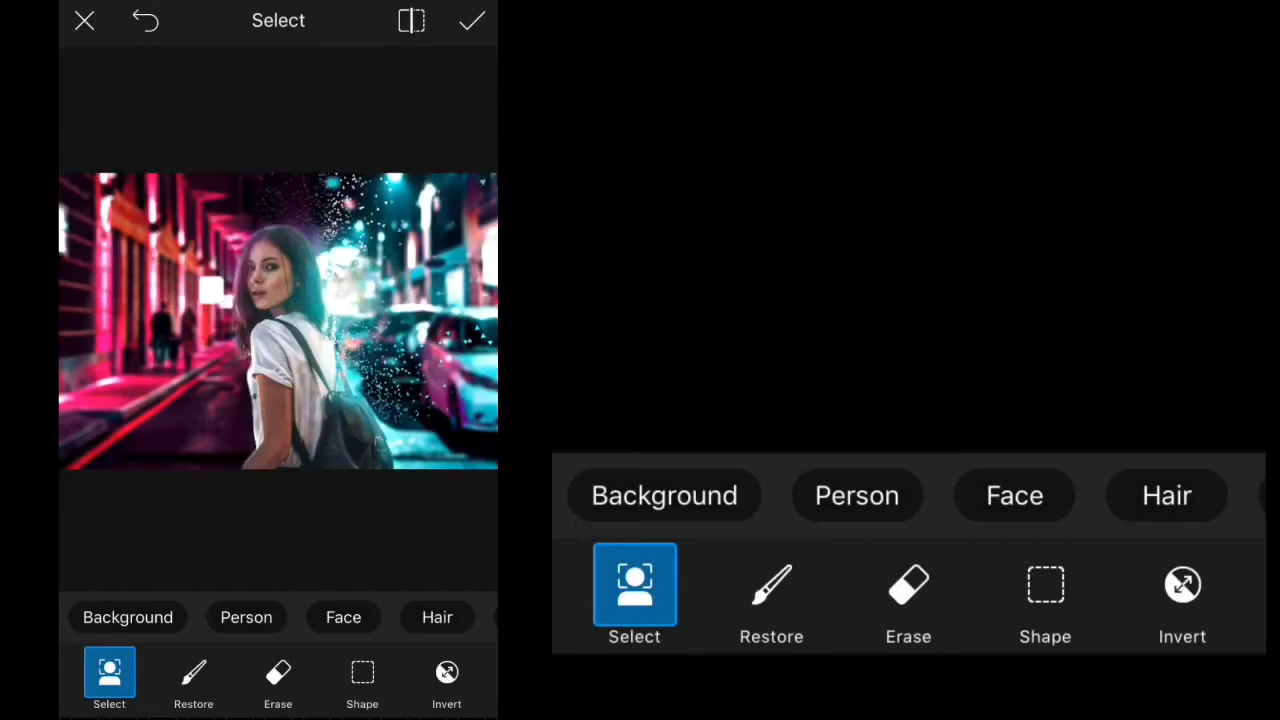 Select
Background Person Face Hair
Select Restore Erase Shape Invert
Background Person Face Hair
Select Restore Erase Shape Invert